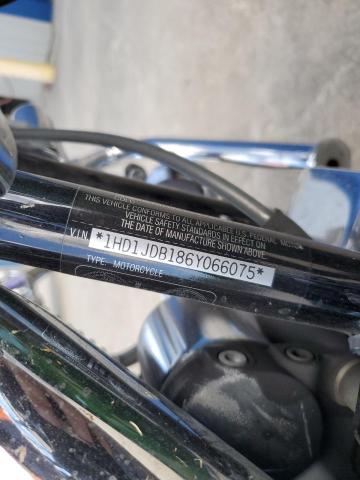 THIS VEHICLE CONFORMS TO ALL APPLICABLE U.S. FEDERAL MOTOR
VEHICLE SAFETY STANDARDS IN EFFECT ON
THE DATE OF MANUFACTURE SHOWN ABOVE.
V.I.N *1HD1JDB186Y066075*
TYPE: MOTORCYCLE